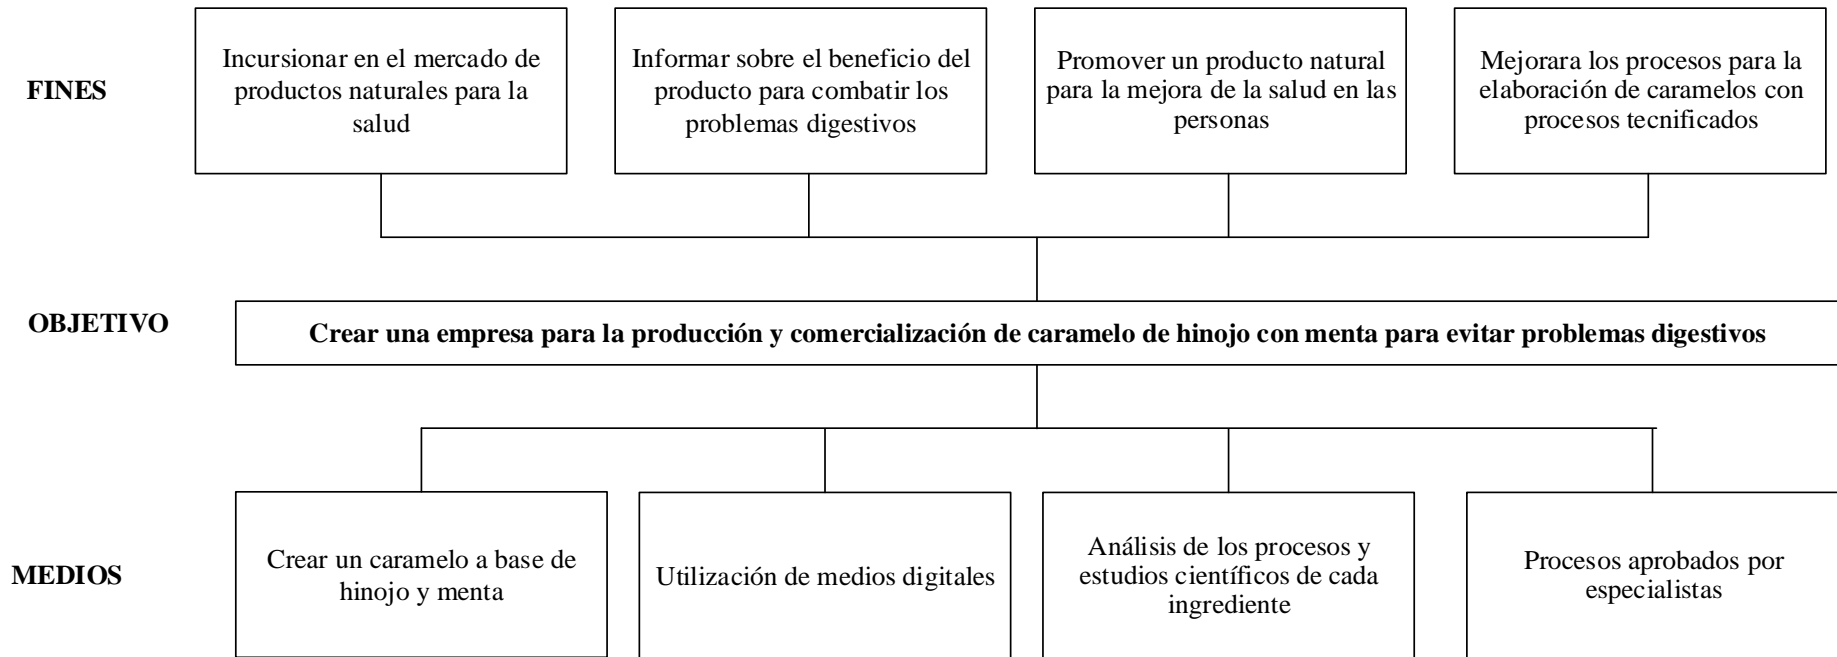 FINES
Incursionar en el mercado de
productos naturales para la
salud
Informar sobre el beneficio del
producto para combatir los
problemas digestivos
Promover un producto natural
para la mejora de la salud en las
personas
Mejorara los procesos para la
elaboración de caramelos con
procesos tecnificados
OBJETIVO
Crear una empresa para la producción y comercialización de caramelo de hinojo con menta para evitar problemas digestivos
MEDIOS
Crear un caramelo a base de
hinojo y menta
Utilización de medios digitales
Análisis de los procesos y
estudios científicos de cada
ingrediente
Procesos aprobados por
especialistas